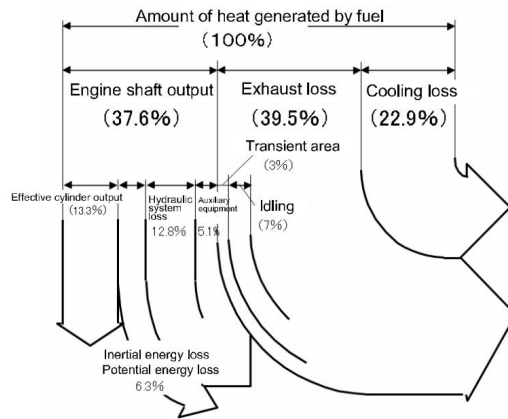 Amount of heat generated by fuel
(100%)
Engine shaft output
(37.6%)
Exhaust loss
(39.5%)
Cooling loss
(22.9%)
Transient area
(3%)
Effective cylinder output
(13.3%)
Hydraulic
system
loss
12.8%
Auxiliary
equipment
5.1%
Idling
(7%)
Inertial energy loss
Potential energy loss
6.3%